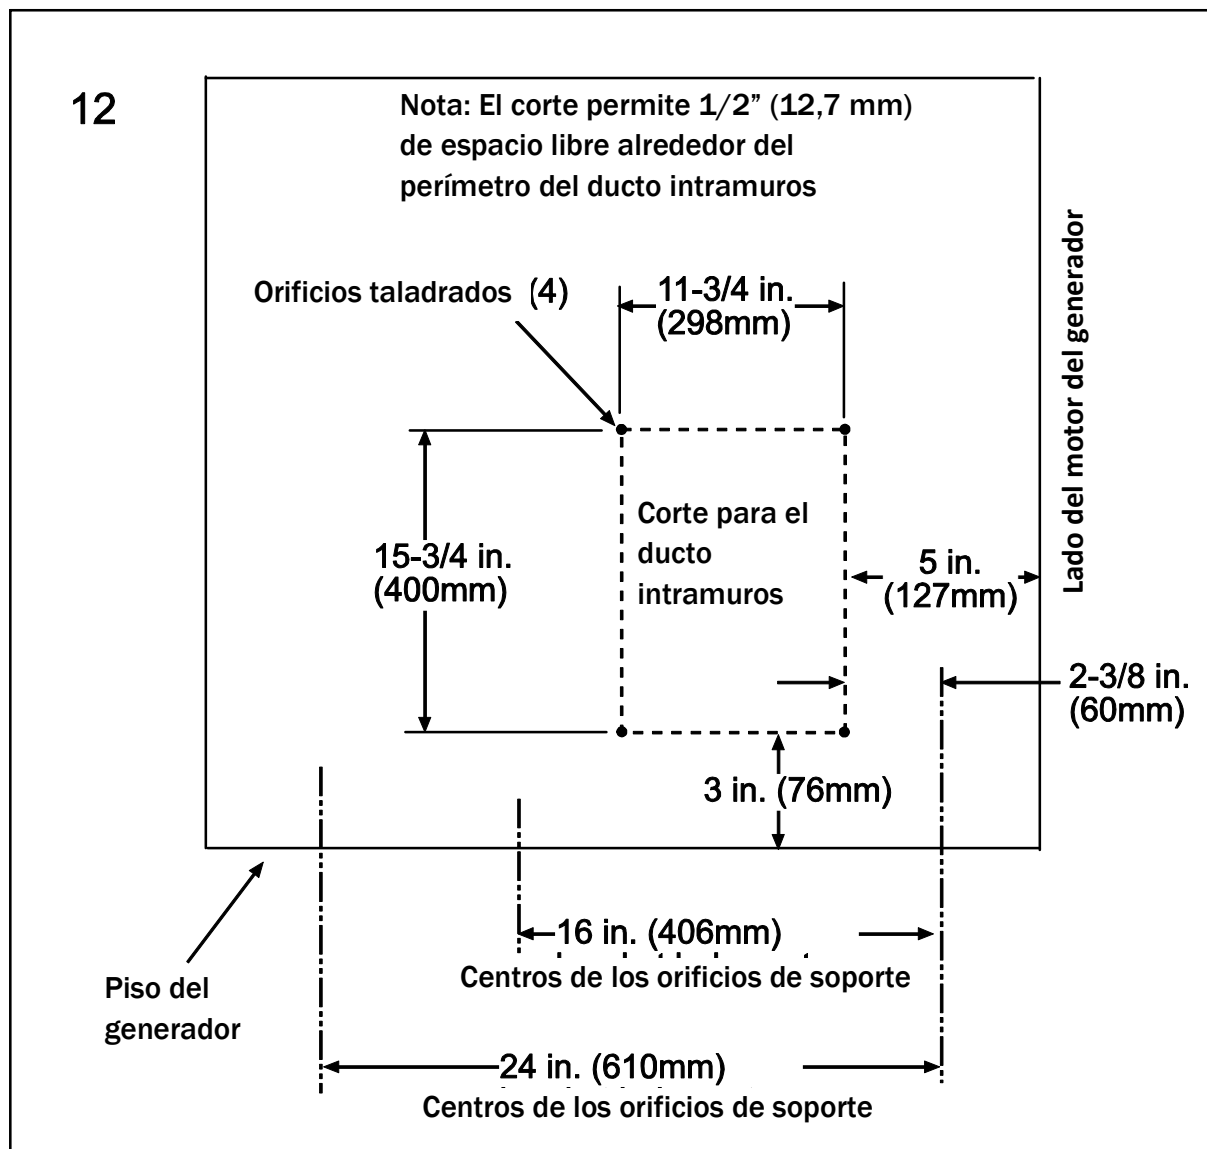 12
Nota: El corte permite 1/2” (12,7 mm)
de espacio libre alrededor del
perímetro del ducto intramuros
Orificios taladrados (4)
11-3/4 in.
(298mm)
Lado del motor del generador
15-3/4 in.
(400mm)
Corte para el
ducto
intramuros
5 in.
(127mm)
2-3/8 in.
(60mm)
3 in. (76mm)
Piso del
generador
16 in. (406mm)
Centros de los orificios de soporte
24 in. (610mm)
Centros de los orificios de soporte